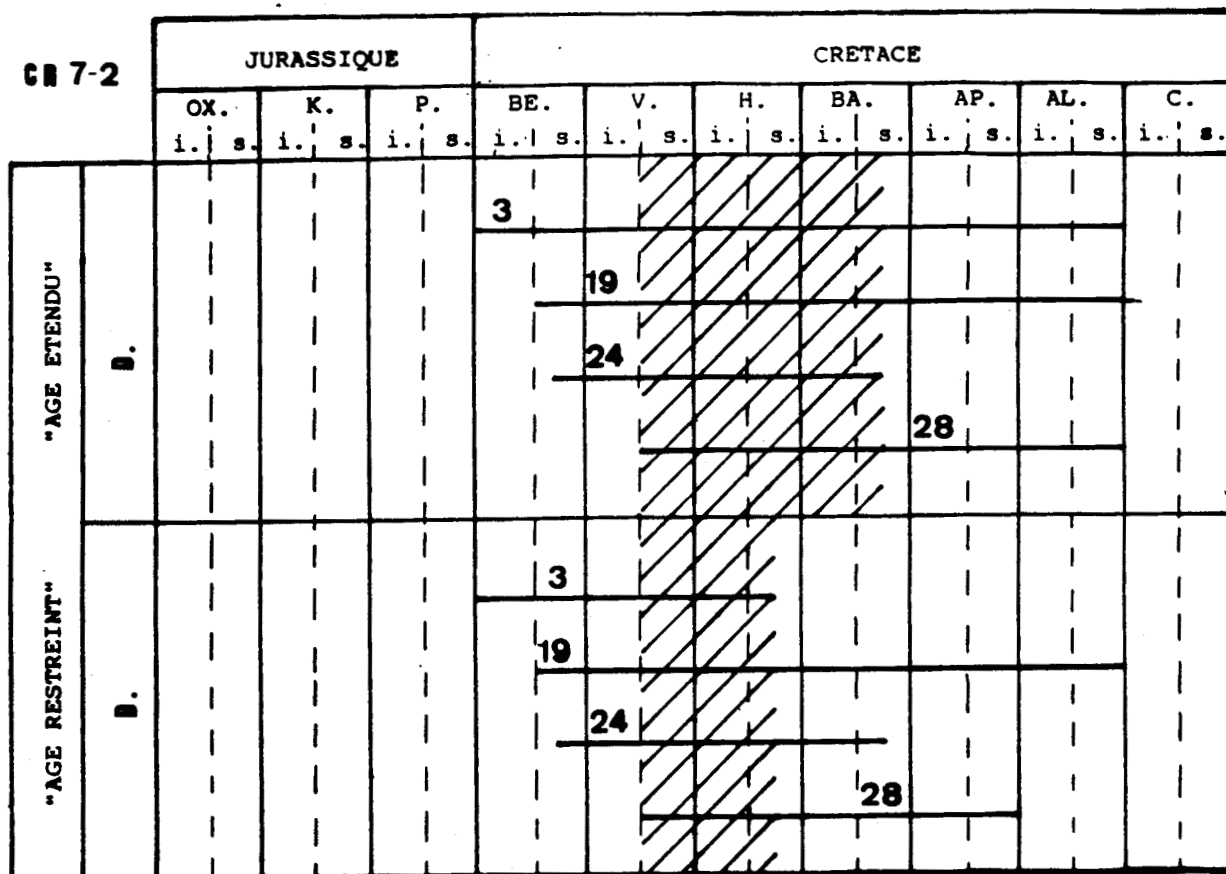 CR 7-2
JURASSIQUE
CRETACE
OX.
K.
P.
BE.
V.
H.
BA.
AP.
AL.
C.
i. s. i. s. i. s. i. s. i. s. i. s. i. s. i. s. i. s. i. s.
"AGE ETENDU"
D.
3
19
24
28
"AGE RESTREINT"
D.
3
19
24
28